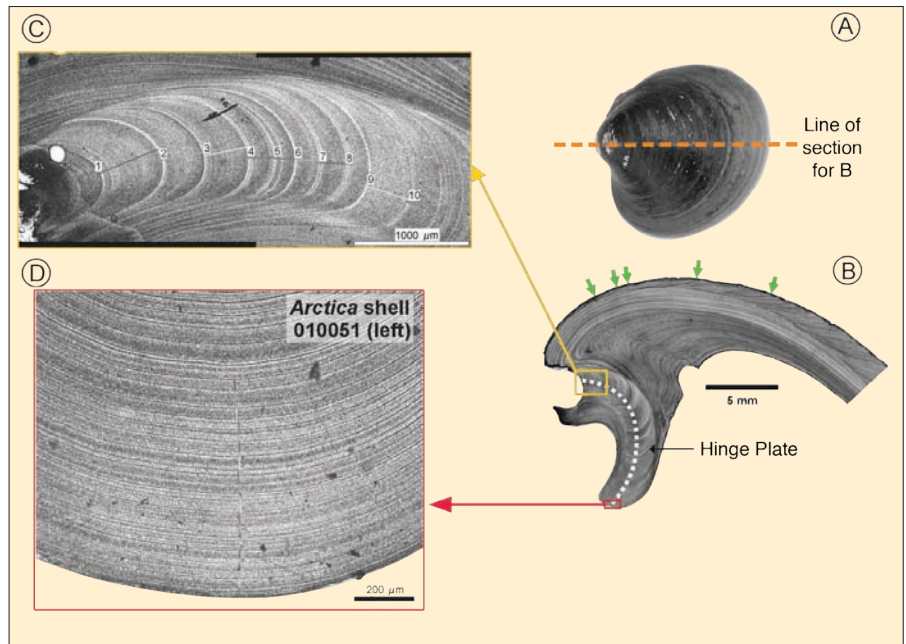 C
A
1
2
3
4
5
6
7
8
9
10
1000 µm
Line of
section
for B
D
B
Arctica shell
010051 (left)
5 mm
Hinge Plate
200 µm